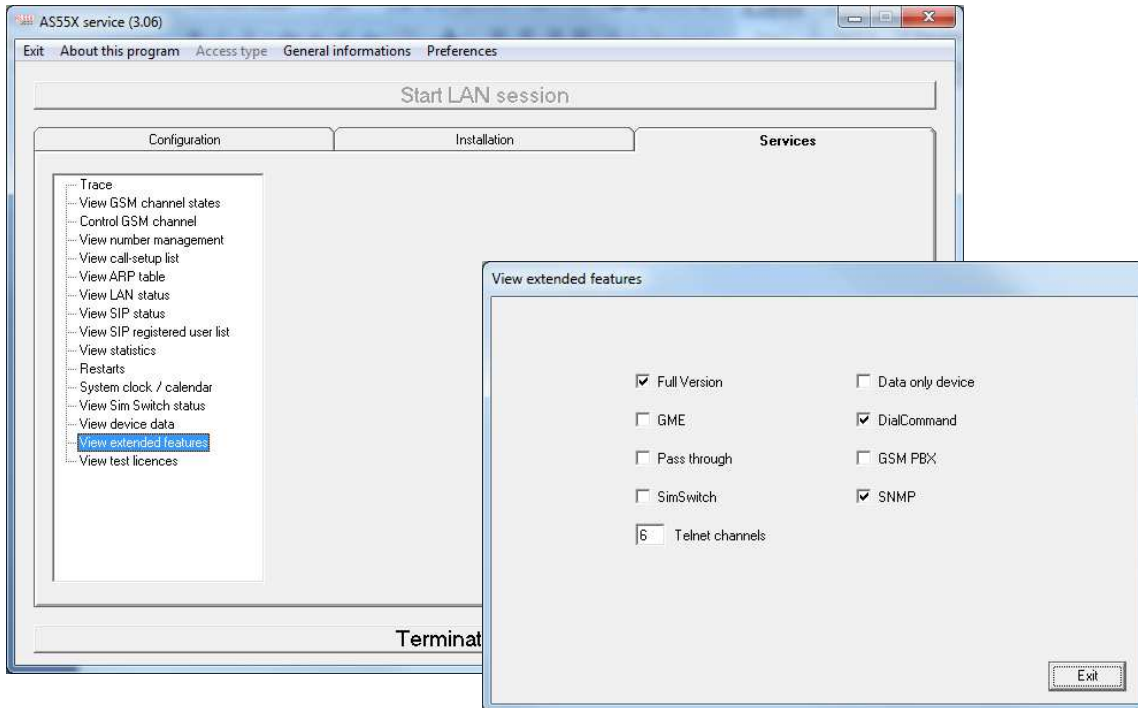 AS55X service (3.06)
Exit About this program Access type General informations Preferences
Start LAN session
Configuration Installation Services
Trace
View GSM channel states
Control GSM channel
View number management
View call-setup list
View ARP table
View LAN status
View SIP status
View SIP registered user list
View statistics
Restarts
System clock / calendar
View Sim Switch status
View device data
View extended features
View test licences
Terminat
View extended features
Full Version Data only device
GME DialCommand
Pass through GSM PBX
SimSwitch SNMP
6 Telnet channels
Exit